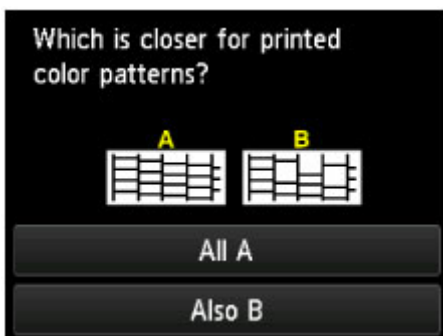 Which is closer for printed
color patterns?
A B
All A
Also B